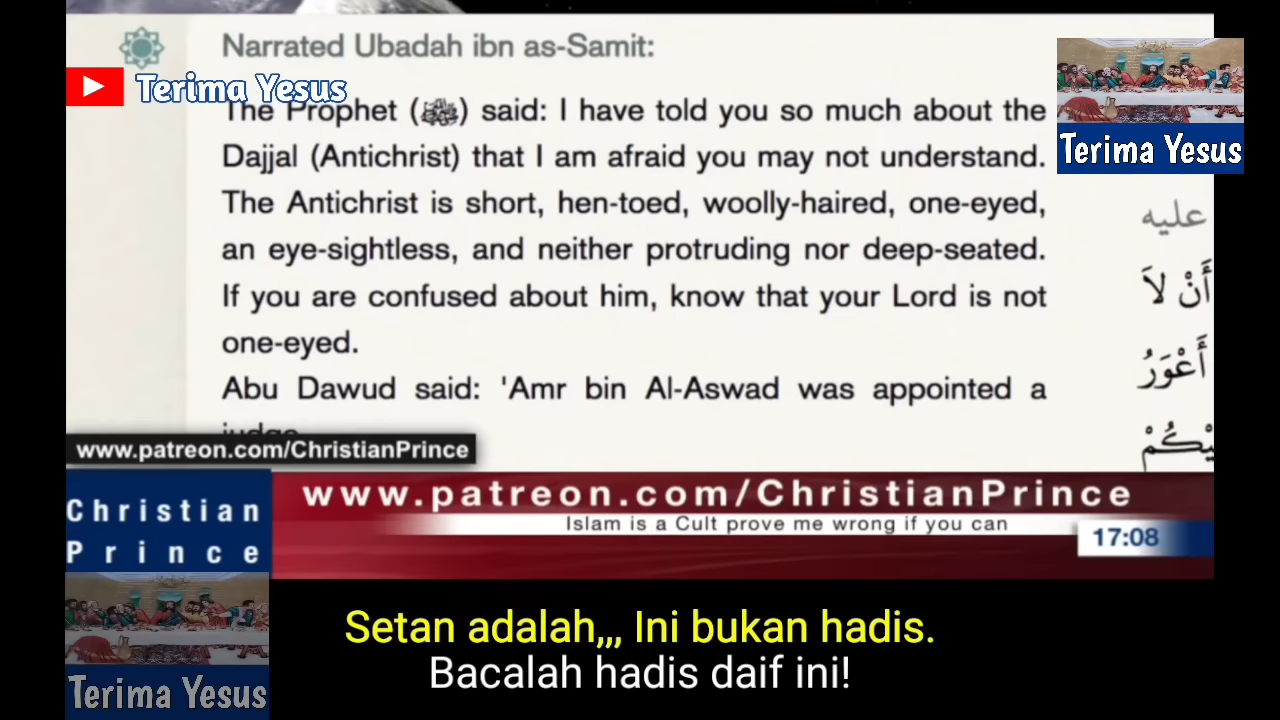 Narrated Ubadah ibn as-Samit:
Terima Yesus
The Prophet (ﷺ) said: I have told you so much about the
Dajjal (Antichrist) that I am afraid you may not understand.
The Antichrist is short, hen-toed, woolly-haired, one-eyed,
an eye-sightless, and neither protruding nor deep-seated.
If you are confused about him, know that your Lord is not
one-eyed.
Abu Dawud said: 'Amr bin Al-Aswad was appointed a
judge.
Terima Yesus
عليه
أَنْ لاَ
أَعْوَرُ
www.patreon.com/ChristianPrince
Christian
Prince
www.patreon.com/ChristianPrince
Islam is a Cult prove me wrong if you can
17:08
Terima Yesus
Setan adalah,,, Ini bukan hadis.
Bacalah hadis daif ini!